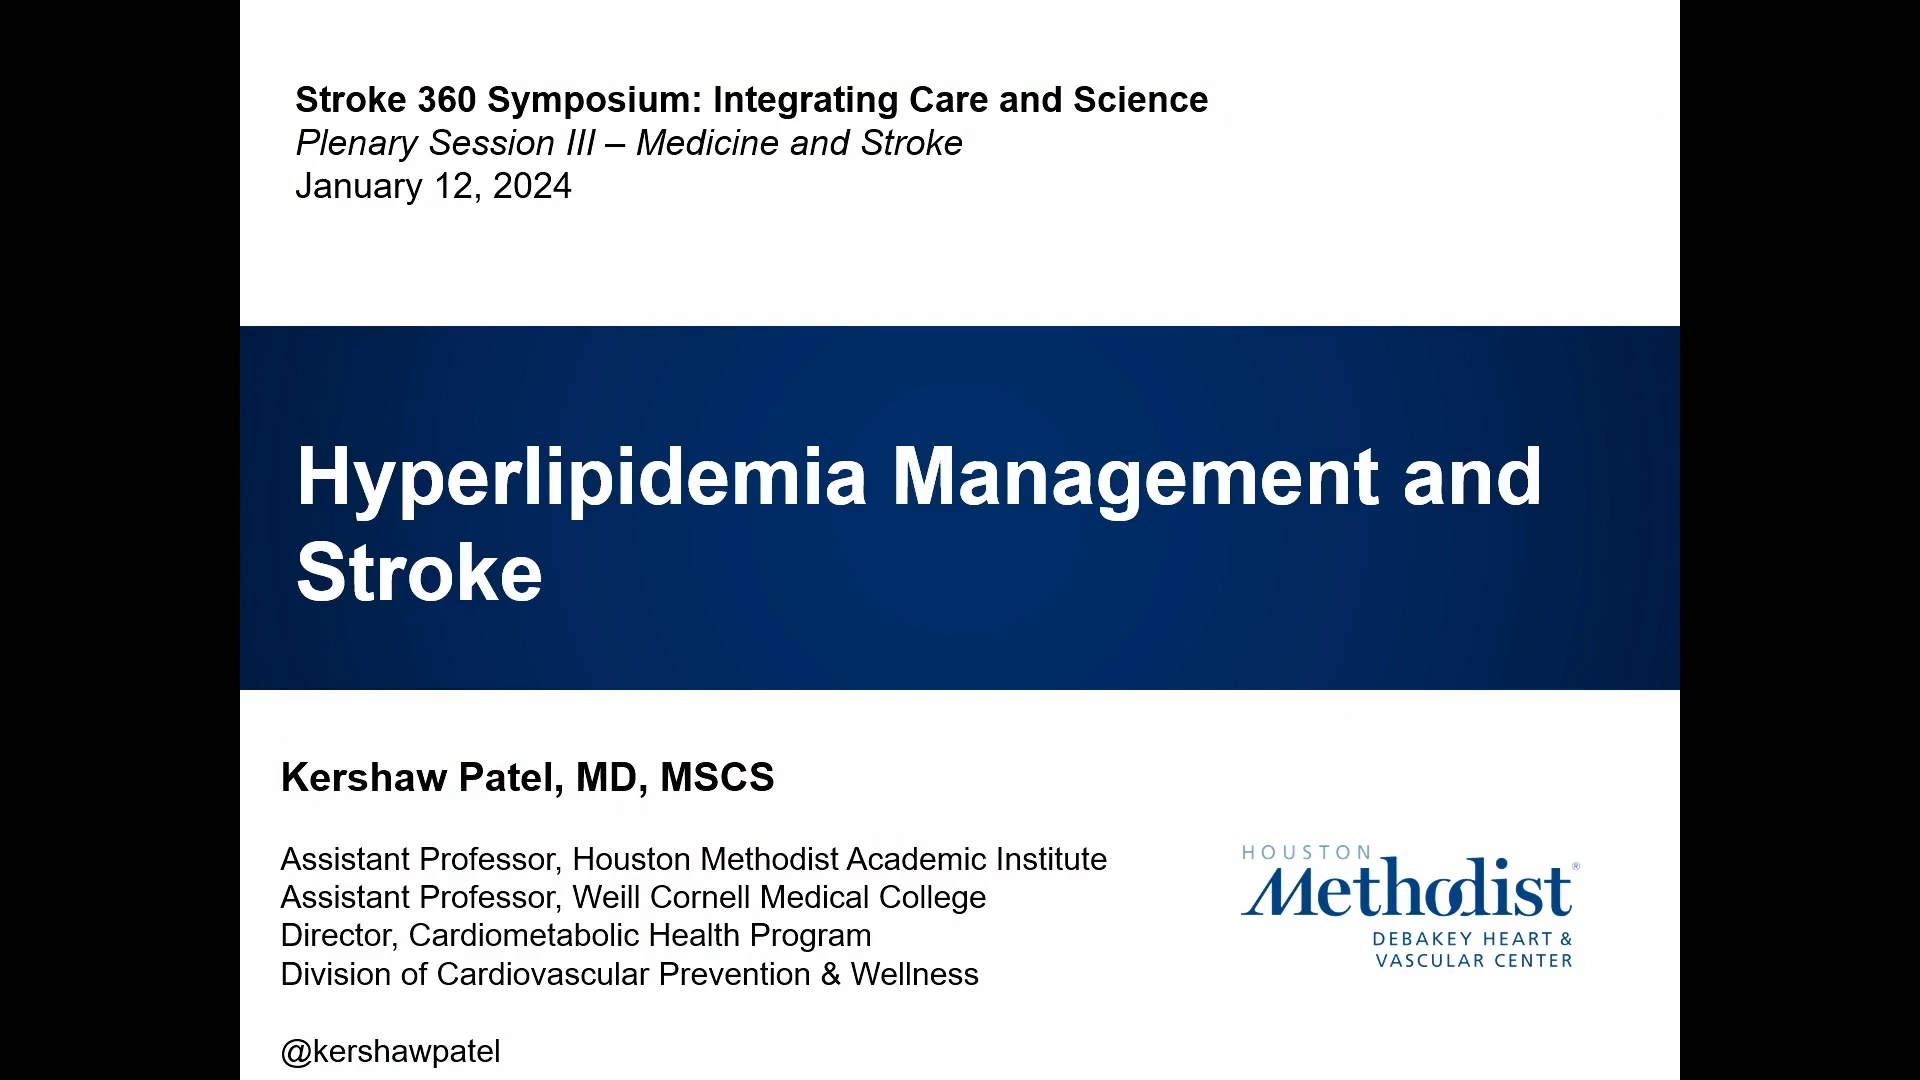 Stroke 360 Symposium: Integrating Care and Science
Plenary Session III – Medicine and Stroke
January 12, 2024
Hyperlipidemia Management and
Stroke
Kershaw Patel, MD, MSCS
Assistant Professor, Houston Methodist Academic Institute
Assistant Professor, Weill Cornell Medical College
Director, Cardiometabolic Health Program
Division of Cardiovascular Prevention & Wellness
@kershawpatel
HOUSTON
Methodist®
DEBAKEY HEART &
VASCULAR CENTER